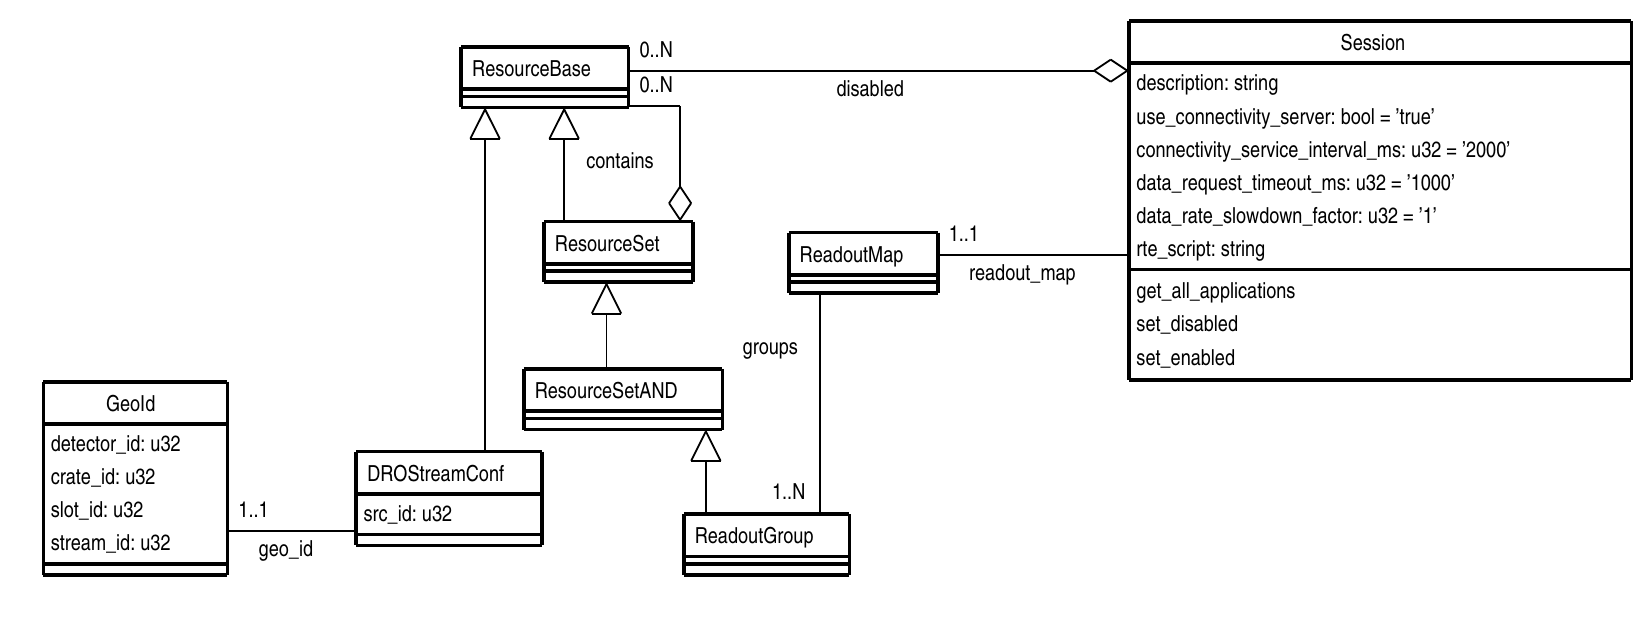 ResourceBase
0..N
0..N
disabled
contains
Session
description: string
use_connectivity_server: bool = ’true’
connectivity_service_interval_ms: u32 = ’2000’
data_request_timeout_ms: u32 = ’1000’
data_rate_slowdown_factor: u32 = ’1’
rte_script: string
get_all_applications
set_disabled
set_enabled
ResourceSet
ReadoutMap
1..1
readout_map
groups
ResourceSetAND
GeoId
detector_id: u32
crate_id: u32
slot_id: u32
stream_id: u32
1..1
geo_id
DROStreamConf
src_id: u32
1..N
ReadoutGroup